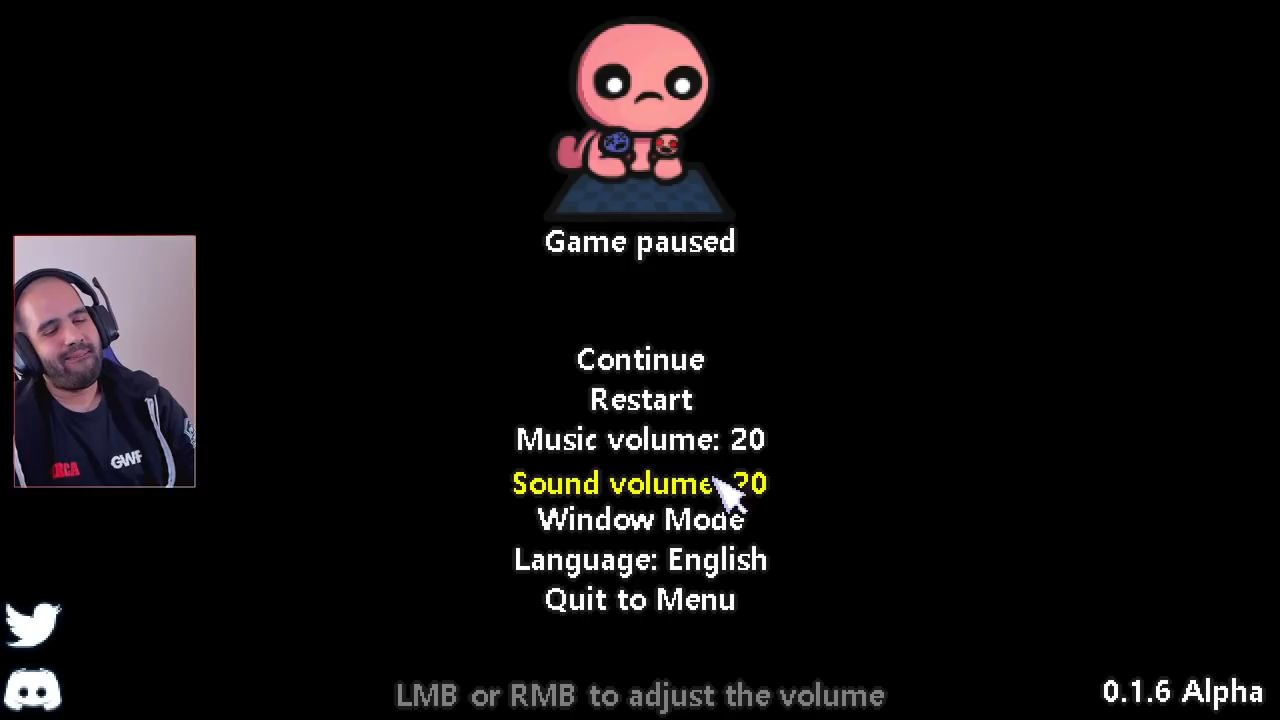 Game paused
Continue
Restart
Music volume: 20
Sound volume: 20
Window Mode
Language: English
Quit to Menu
LMB or RMB to adjust the volume
0.1.6 Alpha